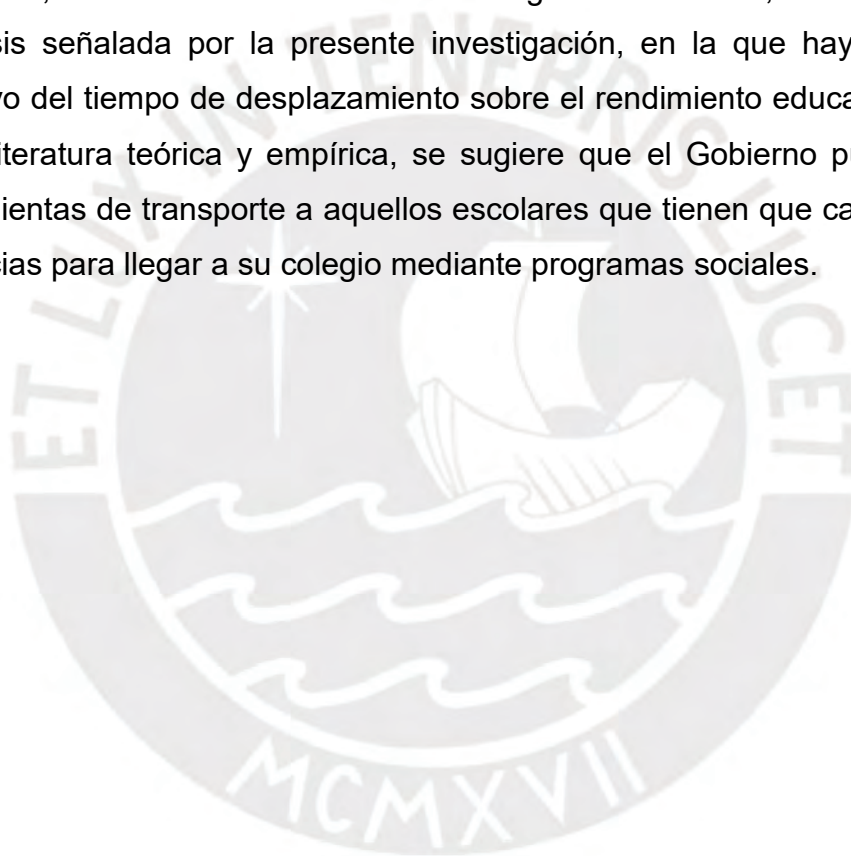 sis señalada por la presente investigación, en la que hay
vo del tiempo de desplazamiento sobre el rendimiento educa
iteratura teórica y empírica, se sugiere que el Gobierno p
ientas de transporte a aquellos escolares que tienen que ca
cias para llegar a su colegio mediante programas sociales.
ET LUX IN TENEBRIS LUCET
MCMXVII